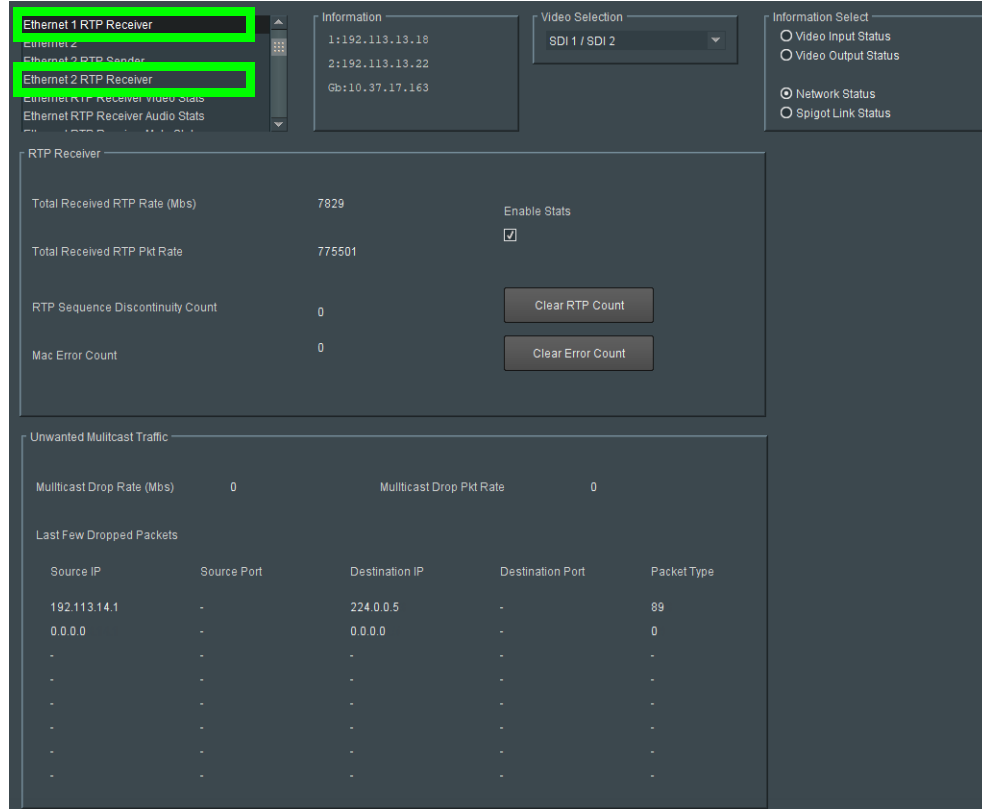 Ethernet 1 RTP Receiver
Ethernet 2
Ethernet 2 RTP Sender
Ethernet 2 RTP Receiver
Ethernet RTP Receiver Video Stats
Ethernet RTP Receiver Audio Stats
Information
1:192.113.13.18
2:192.113.13.22
Gb:10.37.17.163
Video Selection
SDI 1 / SDI 2
Information Select
Video Input Status
Video Output Status
Network Status
Spigot Link Status
RTP Receiver
Total Received RTP Rate (Mbs) 7829
Enable Stats
Total Received RTP Pkt Rate 775501
RTP Sequence Discontinuity Count 0 Clear RTP Count
Mac Error Count 0 Clear Error Count
Unwanted Mulitcast Traffic
Mullticast Drop Rate (Mbs) 0 Mullticast Drop Pkt Rate 0
Last Few Dropped Packets
Source IP Source Port Destination IP Destination Port Packet Type
192.113.14.1 - 224.0.0.5 - 89
0.0.0.0 - 0.0.0.0 - 0
- - - - -
- - - - -
- - - - -
- - - - -
- - - - -
- - - - -